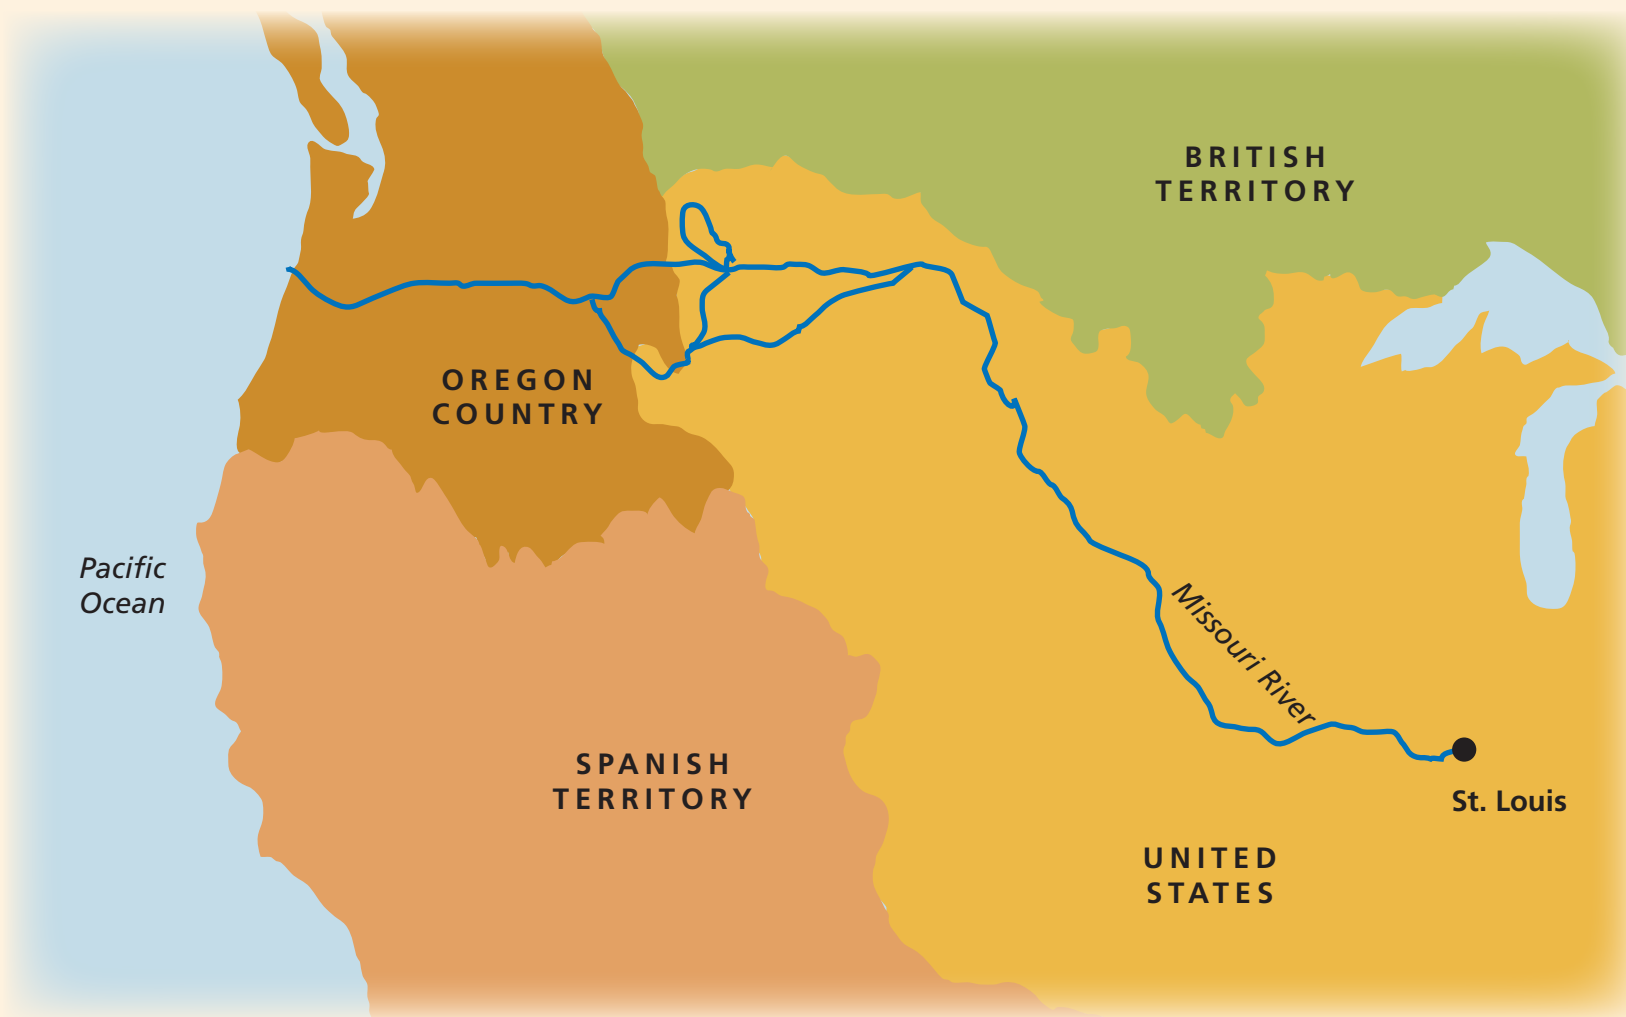 BRITISH
TERRITORY
OREGON
COUNTRY
Pacific
Ocean
Missouri River
SPANISH
TERRITORY
St. Louis
UNITED
STATES